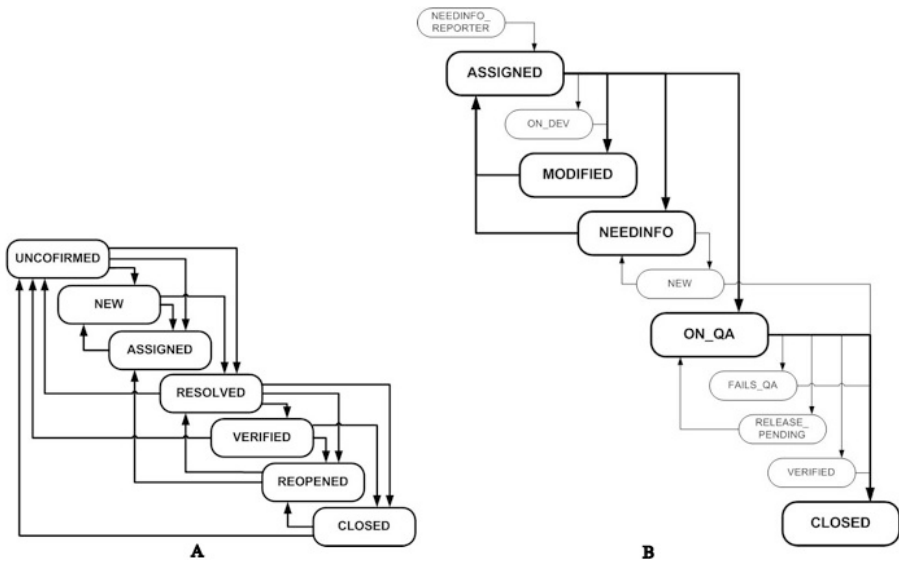 NEEDINFO_
REPORTER
ASSIGNED
ON_DEV
MODIFIED
NEEDINFO
NEW
ON_QA
FAILS_QA
RELEASE_
PENDING
VERIFIED
CLOSED
B
UNCOFIRMED
NEW
ASSIGNED
RESOLVED
VERIFIED
REOPENED
CLOSED
A